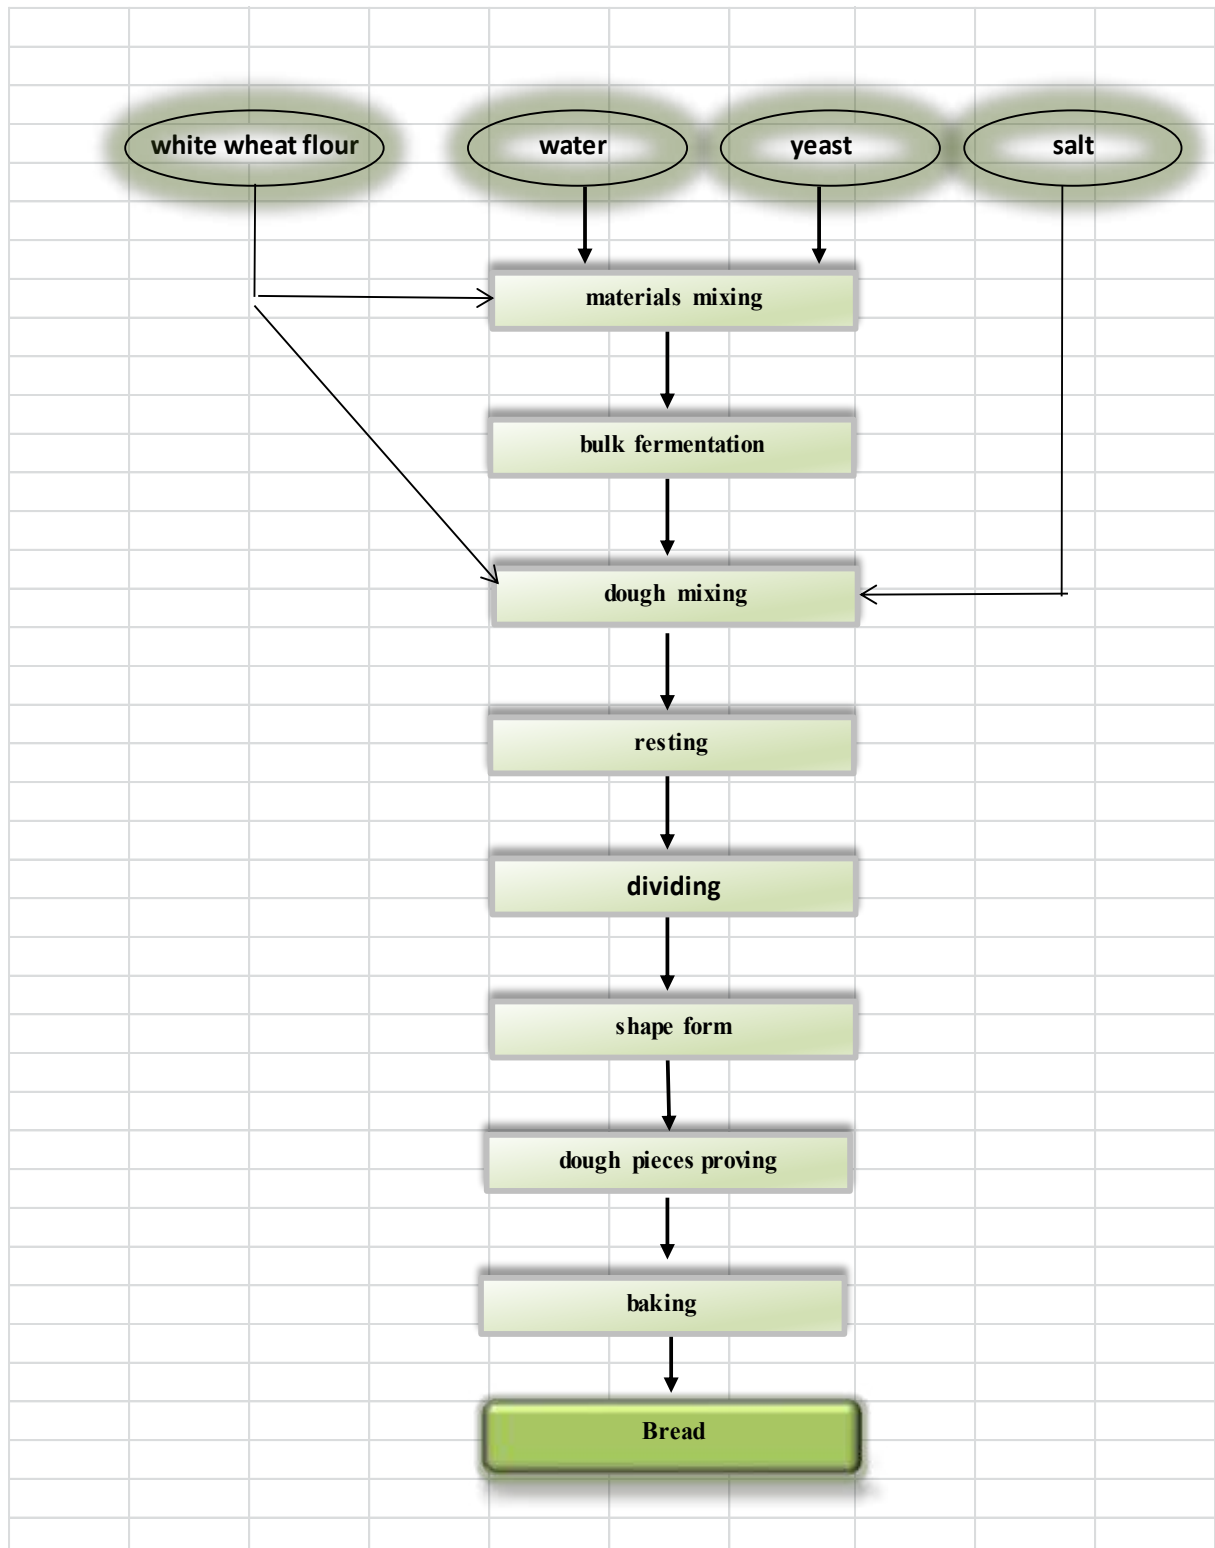 white wheat flour
water
yeast
salt
materials mixing
bulk fermentation
dough mixing
resting
dividing
shape form
dough pieces proving
baking
Bread